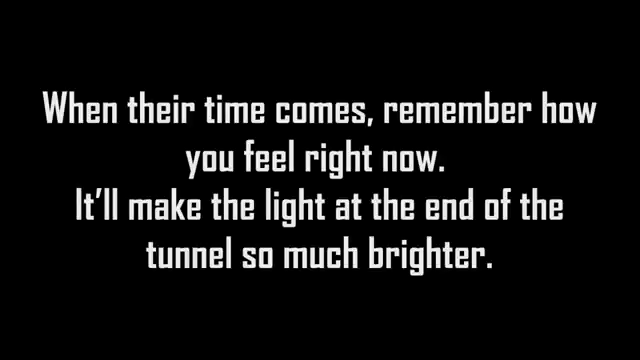 When their time comes, remember how
you feel right now.
It’ll make the light at the end of the
tunnel so much brighter.